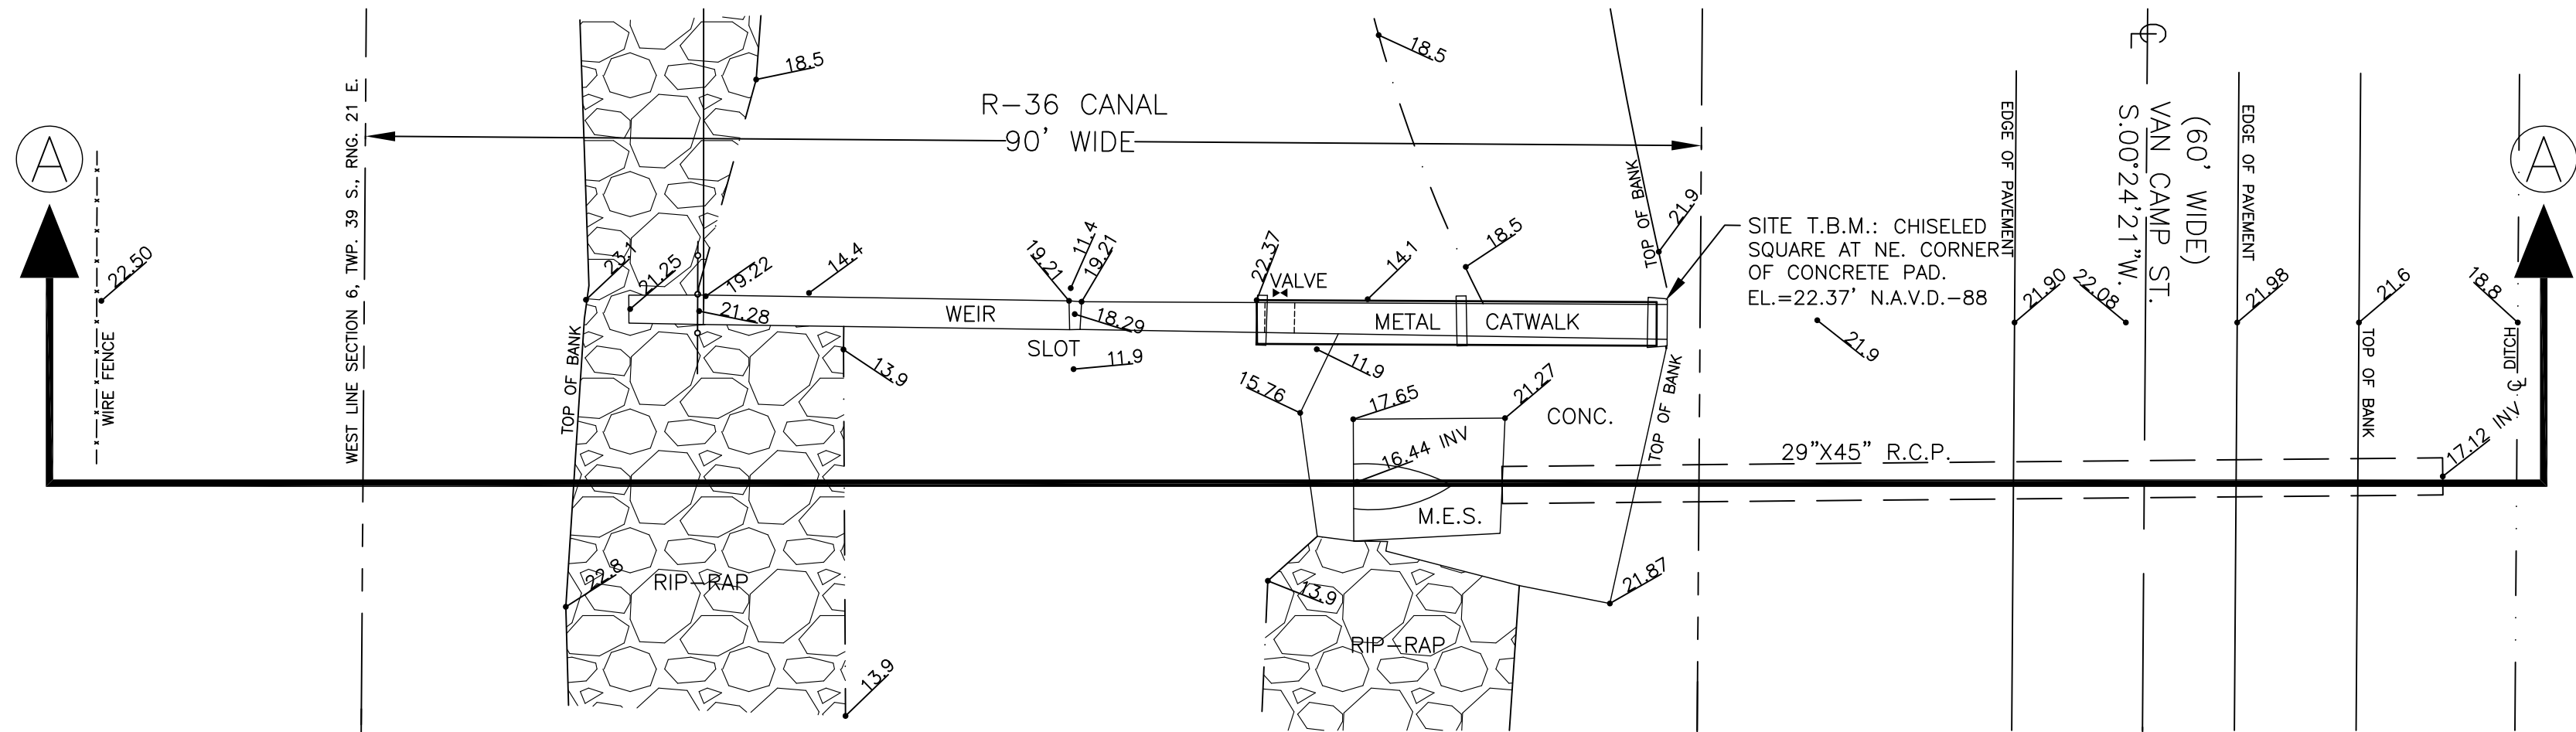 A
A
22.50
WIRE FENCE
WEST LINE SECTION 6, TWP. 39 S., RNG. 21 E.
TOP OF BANK
23.1
21.25
21.28
19.22
14.4
18.5
R-36 CANAL
90' WIDE
WEIR
19.21
11.4
19.21
18.29
SLOT
11.9
13.9
22.8
RIP-RAP
13.9
18.5
22.37
VALVE
14.1
18.5
METAL CATWALK
11.9
15.76
17.65
21.27
16.44 INV
M.E.S.
CONC.
13.9
RIP-RAP
21.87
TOP OF BANK
TOP OF BANK
21.9
SITE T.B.M.: CHISELED
SQUARE AT NE. CORNER
OF CONCRETE PAD.
EL.=22.37' N.A.V.D.-88
21.9
29"X45" R.C.P.
EDGE OF PAVEMENT
21.90
22.08
(60' WIDE)
VAN CAMP ST.
S.00°24'21"W.
EDGE OF PAVEMENT
21.98
21.6
TOP OF BANK
18.8
DITCH
17.12 INV